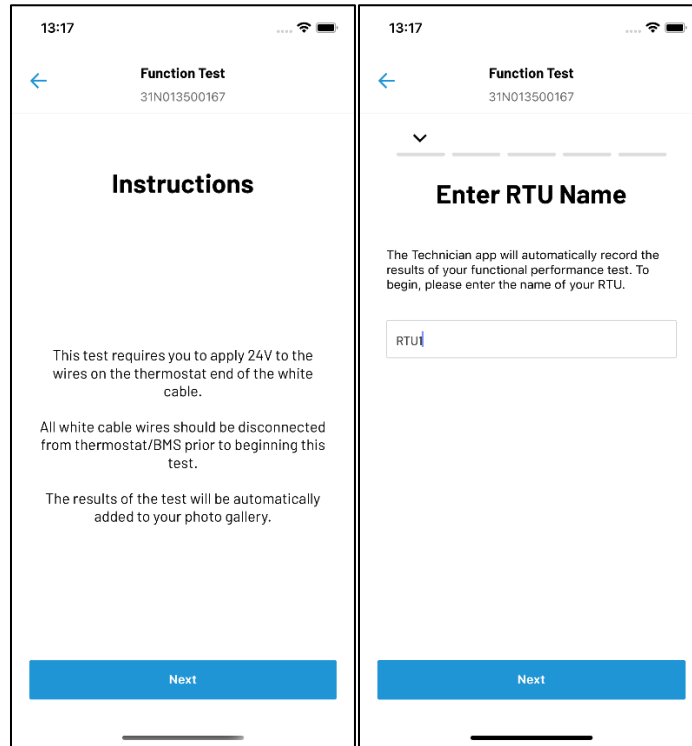 13:17
Function Test
31N013500167
Instructions
This test requires you to apply 24V to the
wires on the thermostat end of the white
cable.
All white cable wires should be disconnected
from thermostat/BMS prior to beginning this
test.
The results of the test will be automatically
added to your photo gallery.
Next
13:17
Function Test
31N013500167
Enter RTU Name
The Technician app will automatically record the
results of your functional performance test. To
begin, please enter the name of your RTU.
RTU1
Next